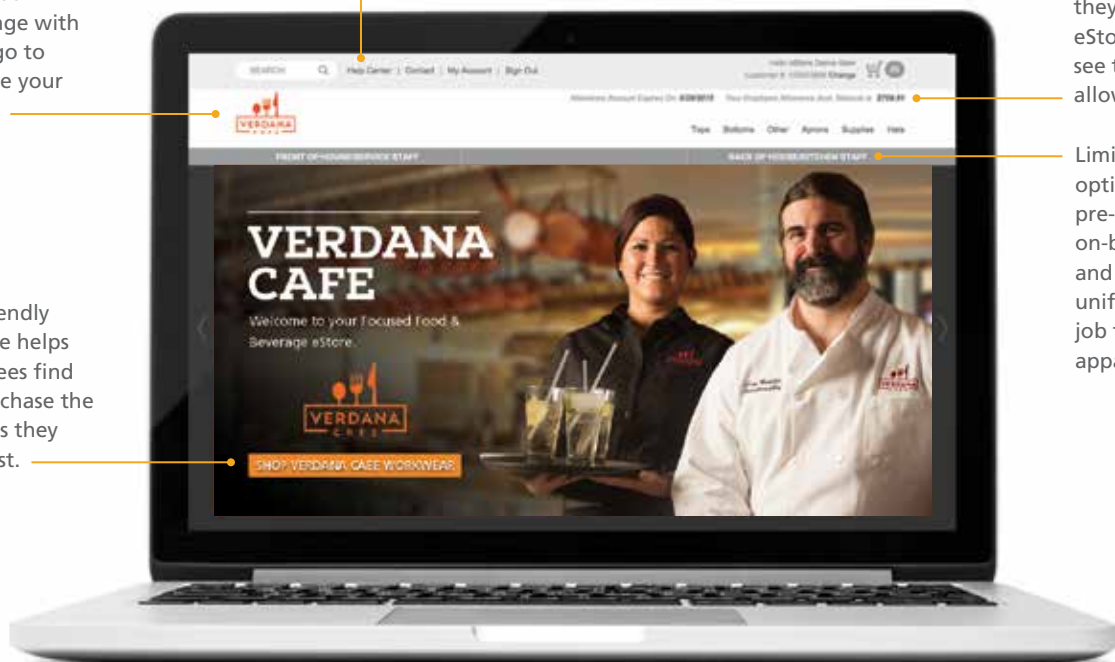 age with
go to
e your
they
eStor
see t
allow
Limi
opti
pre-
on-b
and
unif
job
appa
endly
e helps
ees find
chase the
s they
st.
SEARCH
Help Center | Contact | My Account | Sign Out
Change
VERDANA
CAFE
Tops Bottoms Other Aprons Supplies Hats
FRONT OF HOUSE/SERVICE STAFF
BACK OF HOUSE/KITCHEN STAFF
VERDANA
CAFE
Welcome to your Focused Food &
Beverage eStore.
VERDANA
CAFE
SHOP VERDANA CAFE WORKWEAR